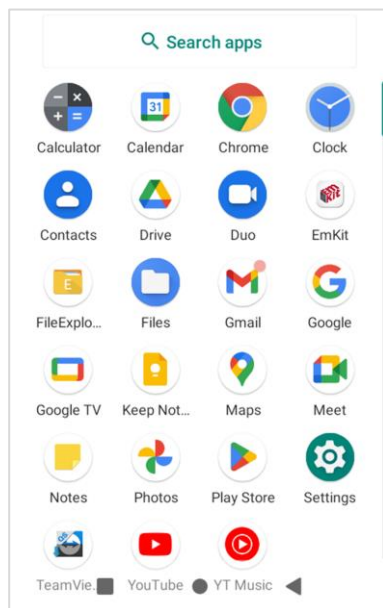 Search apps
31
Calculator Calendar Chrome Clock
Contacts Drive Duo EmKit
E
FileExplo... Files Gmail Google
Google TV Keep Not... Maps Meet
Notes Photos Play Store Settings
TeamVie. YouTube YT Music